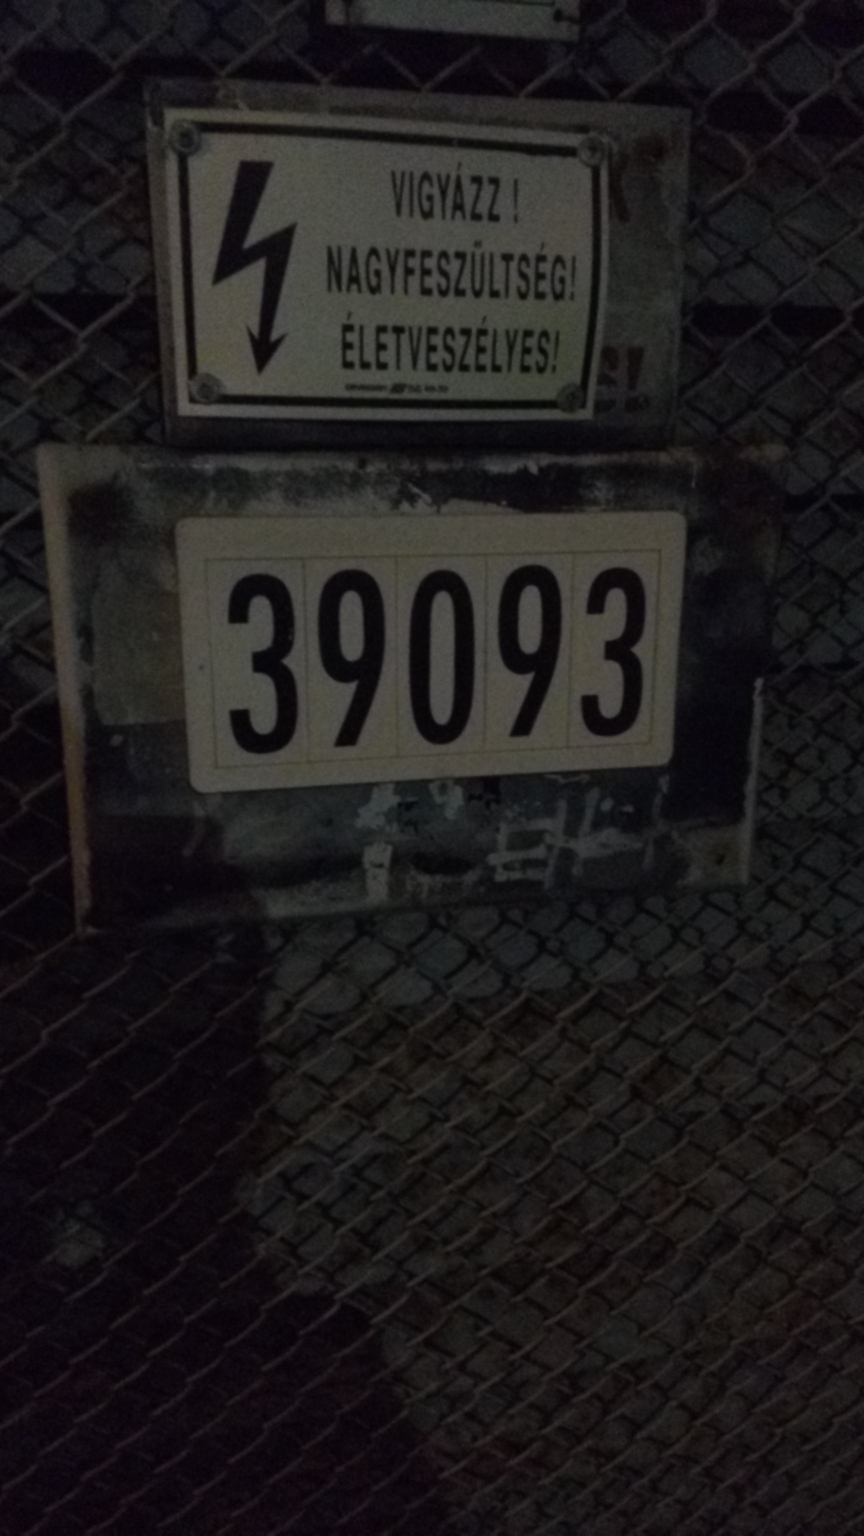 VIGYÁZZ !
NAGYFESZÜLTSÉG!
ÉLETVESZÉLYES!
39093